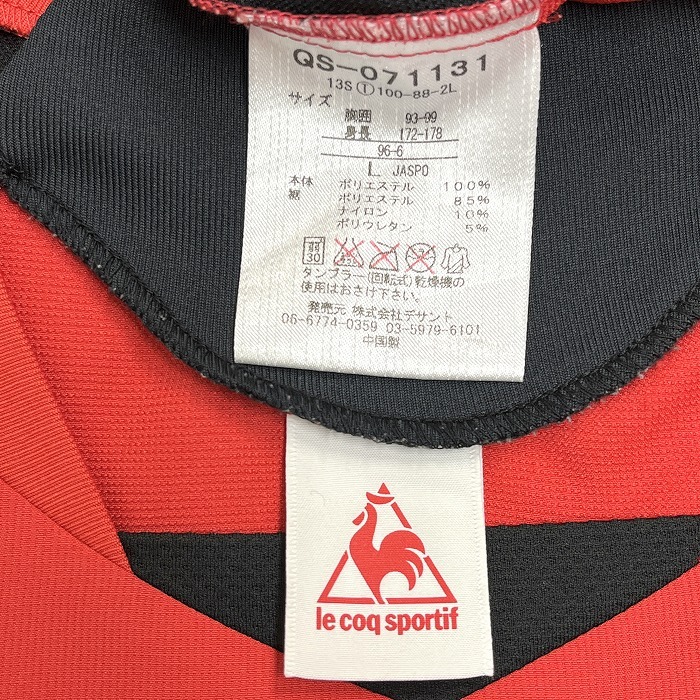 QS-071131
13S Ⓘ 100-88-2L
サイズ
胸囲 93-99
身長 172-178
96-6
L JASPO
本体 ポリエステル 100%
裾 ポリエステル 85%
ナイロン 10%
ポリウレタン 5%
弱
30
タンブラー(回転式)乾燥機の
使用はお避け下さい。
発売元 株式会社デサント
06-6774-0359 03-5979-6101
中国製
le coq sportif